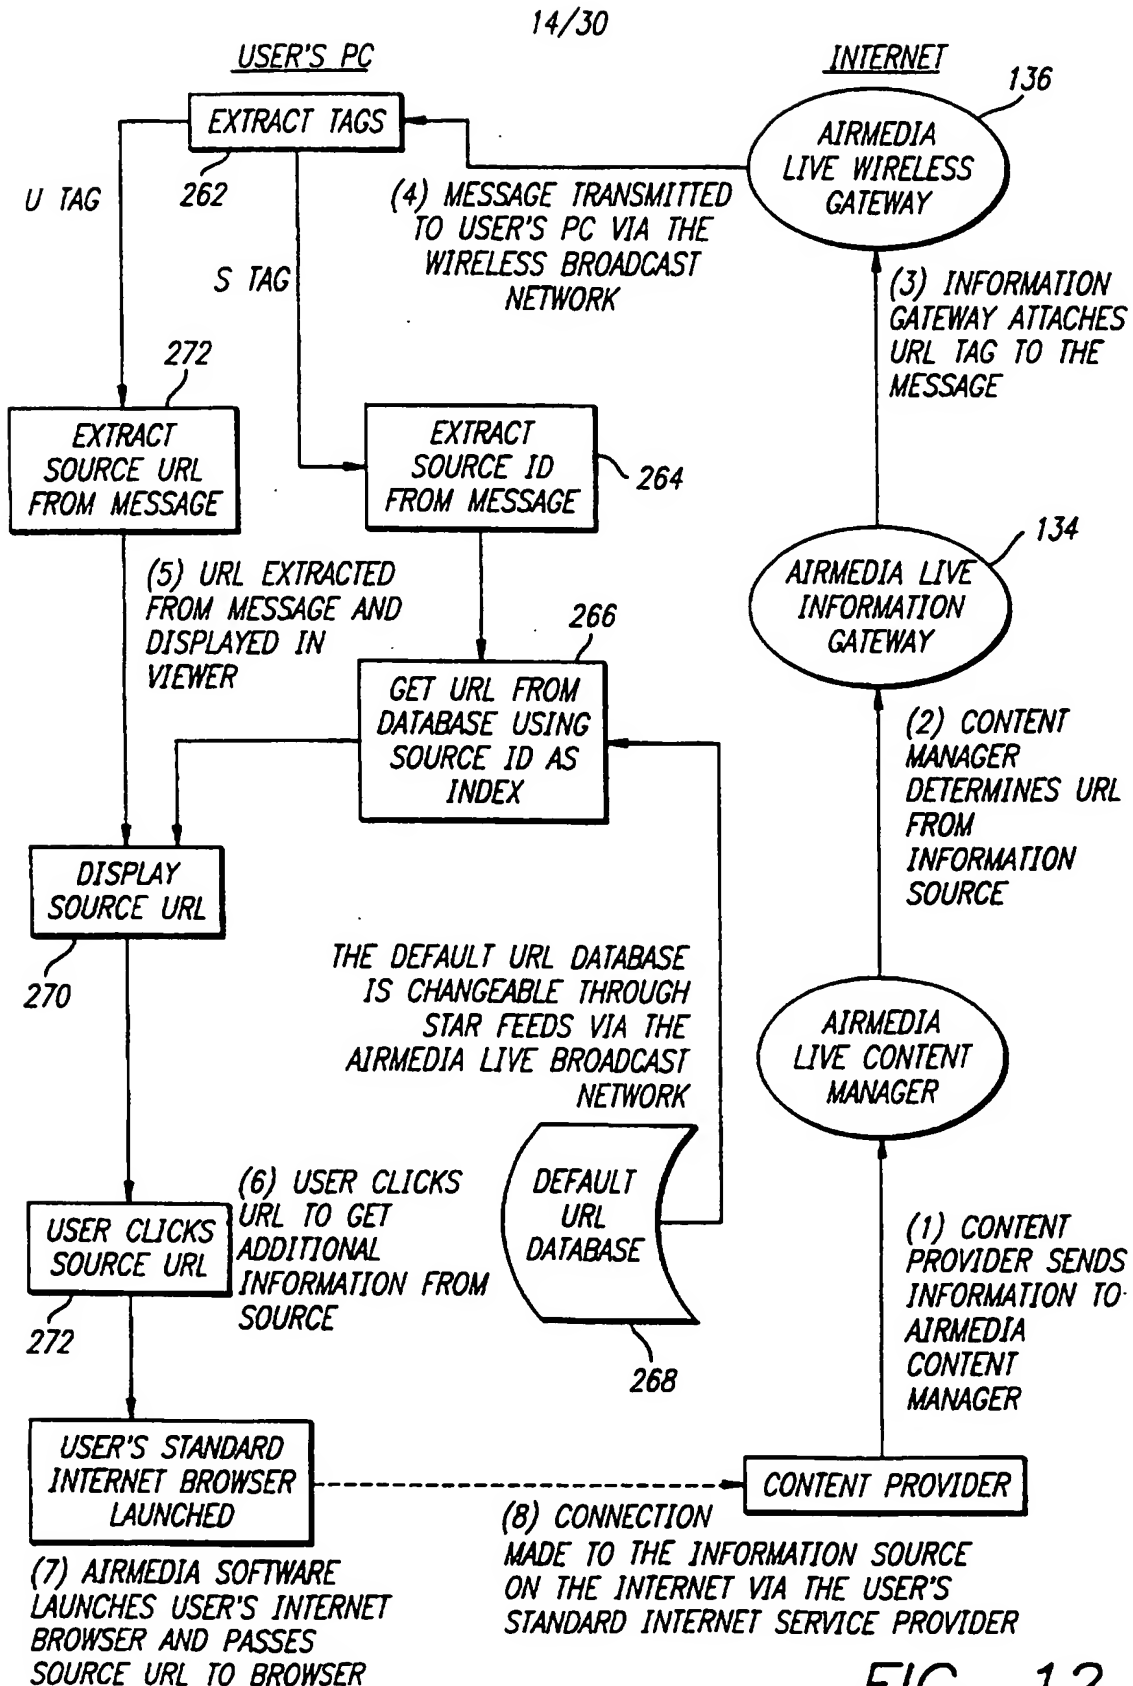 14/30
USER'S PC
INTERNET
136
EXTRACT TAGS
AIRMEDIA
LIVE WIRELESS
GATEWAY
262
U TAG
S TAG
(4) MESSAGE TRANSMITTED
TO USER'S PC VIA THE
WIRELESS BROADCAST
NETWORK
(3) INFORMATION
GATEWAY ATTACHES
URL TAG TO THE
MESSAGE
272
EXTRACT
SOURCE URL
FROM MESSAGE
EXTRACT
SOURCE ID
FROM MESSAGE
264
134
AIRMEDIA LIVE
INFORMATION
GATEWAY
(5) URL EXTRACTED
FROM MESSAGE AND
DISPLAYED IN
VIEWER
266
GET URL FROM
DATABASE USING
SOURCE ID AS
INDEX
(2) CONTENT
MANAGER
DETERMINES URL
FROM
INFORMATION
SOURCE
DISPLAY
SOURCE URL
270
THE DEFAULT URL DATABASE
IS CHANGEABLE THROUGH
STAR FEEDS VIA THE
AIRMEDIA LIVE BROADCAST
NETWORK
AIRMEDIA
LIVE CONTENT
MANAGER
DEFAULT
URL
DATABASE
268
(6) USER CLICKS
URL TO GET
ADDITIONAL
INFORMATION FROM
SOURCE
USER CLICKS
SOURCE URL
272
(1) CONTENT
PROVIDER SENDS
INFORMATION TO
AIRMEDIA
CONTENT
MANAGER
USER'S STANDARD
INTERNET BROWSER
LAUNCHED
CONTENT PROVIDER
(7) AIRMEDIA SOFTWARE
LAUNCHES USER'S INTERNET
BROWSER AND PASSES
SOURCE URL TO BROWSER
(8) CONNECTION
MADE TO THE INFORMATION SOURCE
ON THE INTERNET VIA THE USER'S
STANDARD INTERNET SERVICE PROVIDER
FIG. 12